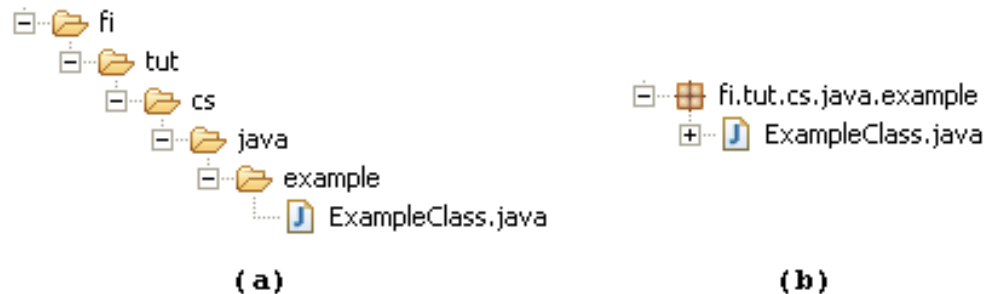 fi
tut
cs
java
example
ExampleClass.java
(a)
fi.tut.cs.java.example
ExampleClass.java
(b)